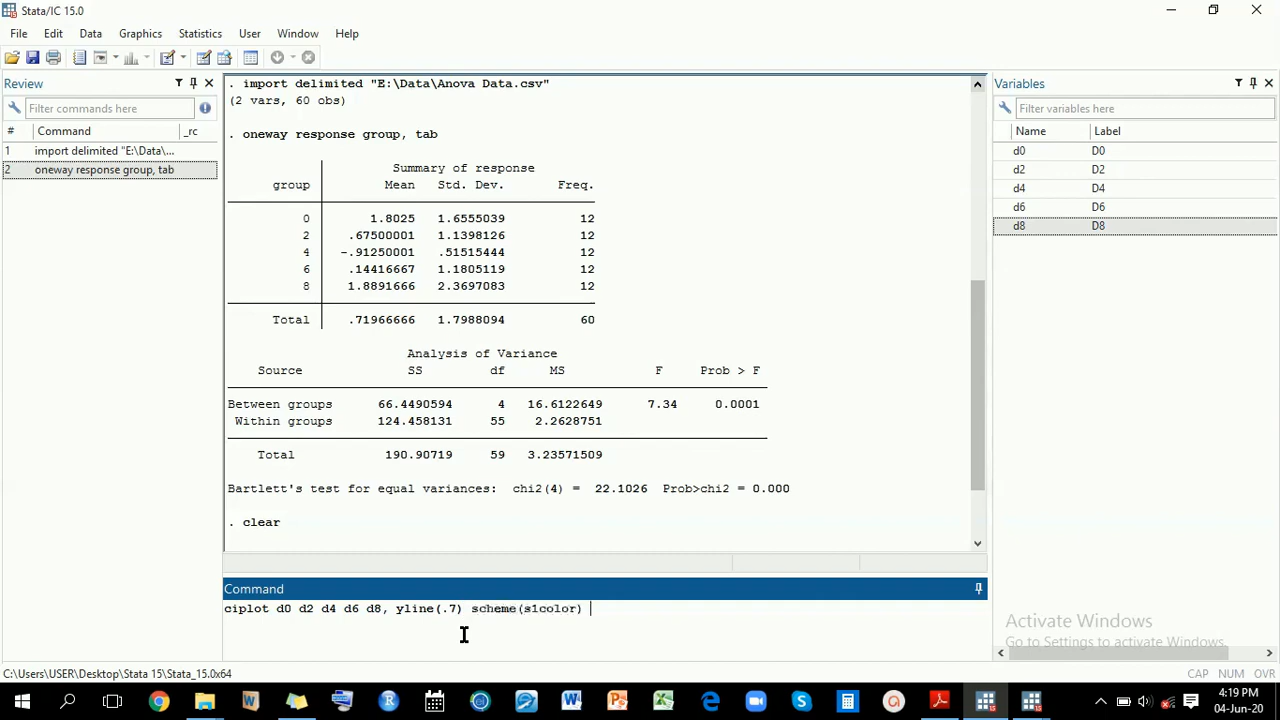 Stata/IC 15.0
File Edit Data Graphics Statistics User Window Help
Review
Filter commands here
# Command _rc
1 import delimited "E:\Data\...
2 oneway response group, tab
. import delimited "E:\Data\Anova Data.csv"
(2 vars, 60 obs)
. oneway response group, tab
Summary of response
group Mean Std. Dev. Freq.
0 1.8025 1.6555039 12
2 .67500001 1.1398126 12
4 -.91250001 .51515444 12
6 .14416667 1.1805119 12
8 1.8891666 2.3697083 12
Total .71966666 1.7988094 60
Analysis of Variance
Source SS df MS F Prob > F
Between groups 66.4490594 4 16.6122649 7.34 0.0001
Within groups 124.458131 55 2.2628751
Total 190.90719 59 3.23571509
Bartlett's test for equal variances: chi2(4) = 22.1026 Prob>chi2 = 0.000
. clear
Command
ciplot d0 d2 d4 d6 d8, yline(.7) scheme(s1color)
Variables
Filter variables here
Name Label
d0 D0
d2 D2
d4 D4
d6 D6
d8 D8
Activate Windows
Go to Settings to activate Windows.
C:\Users\USER\Desktop\Stata 15\Stata_15.0x64
CAP NUM OVR
4:19 PM
04-Jun-20